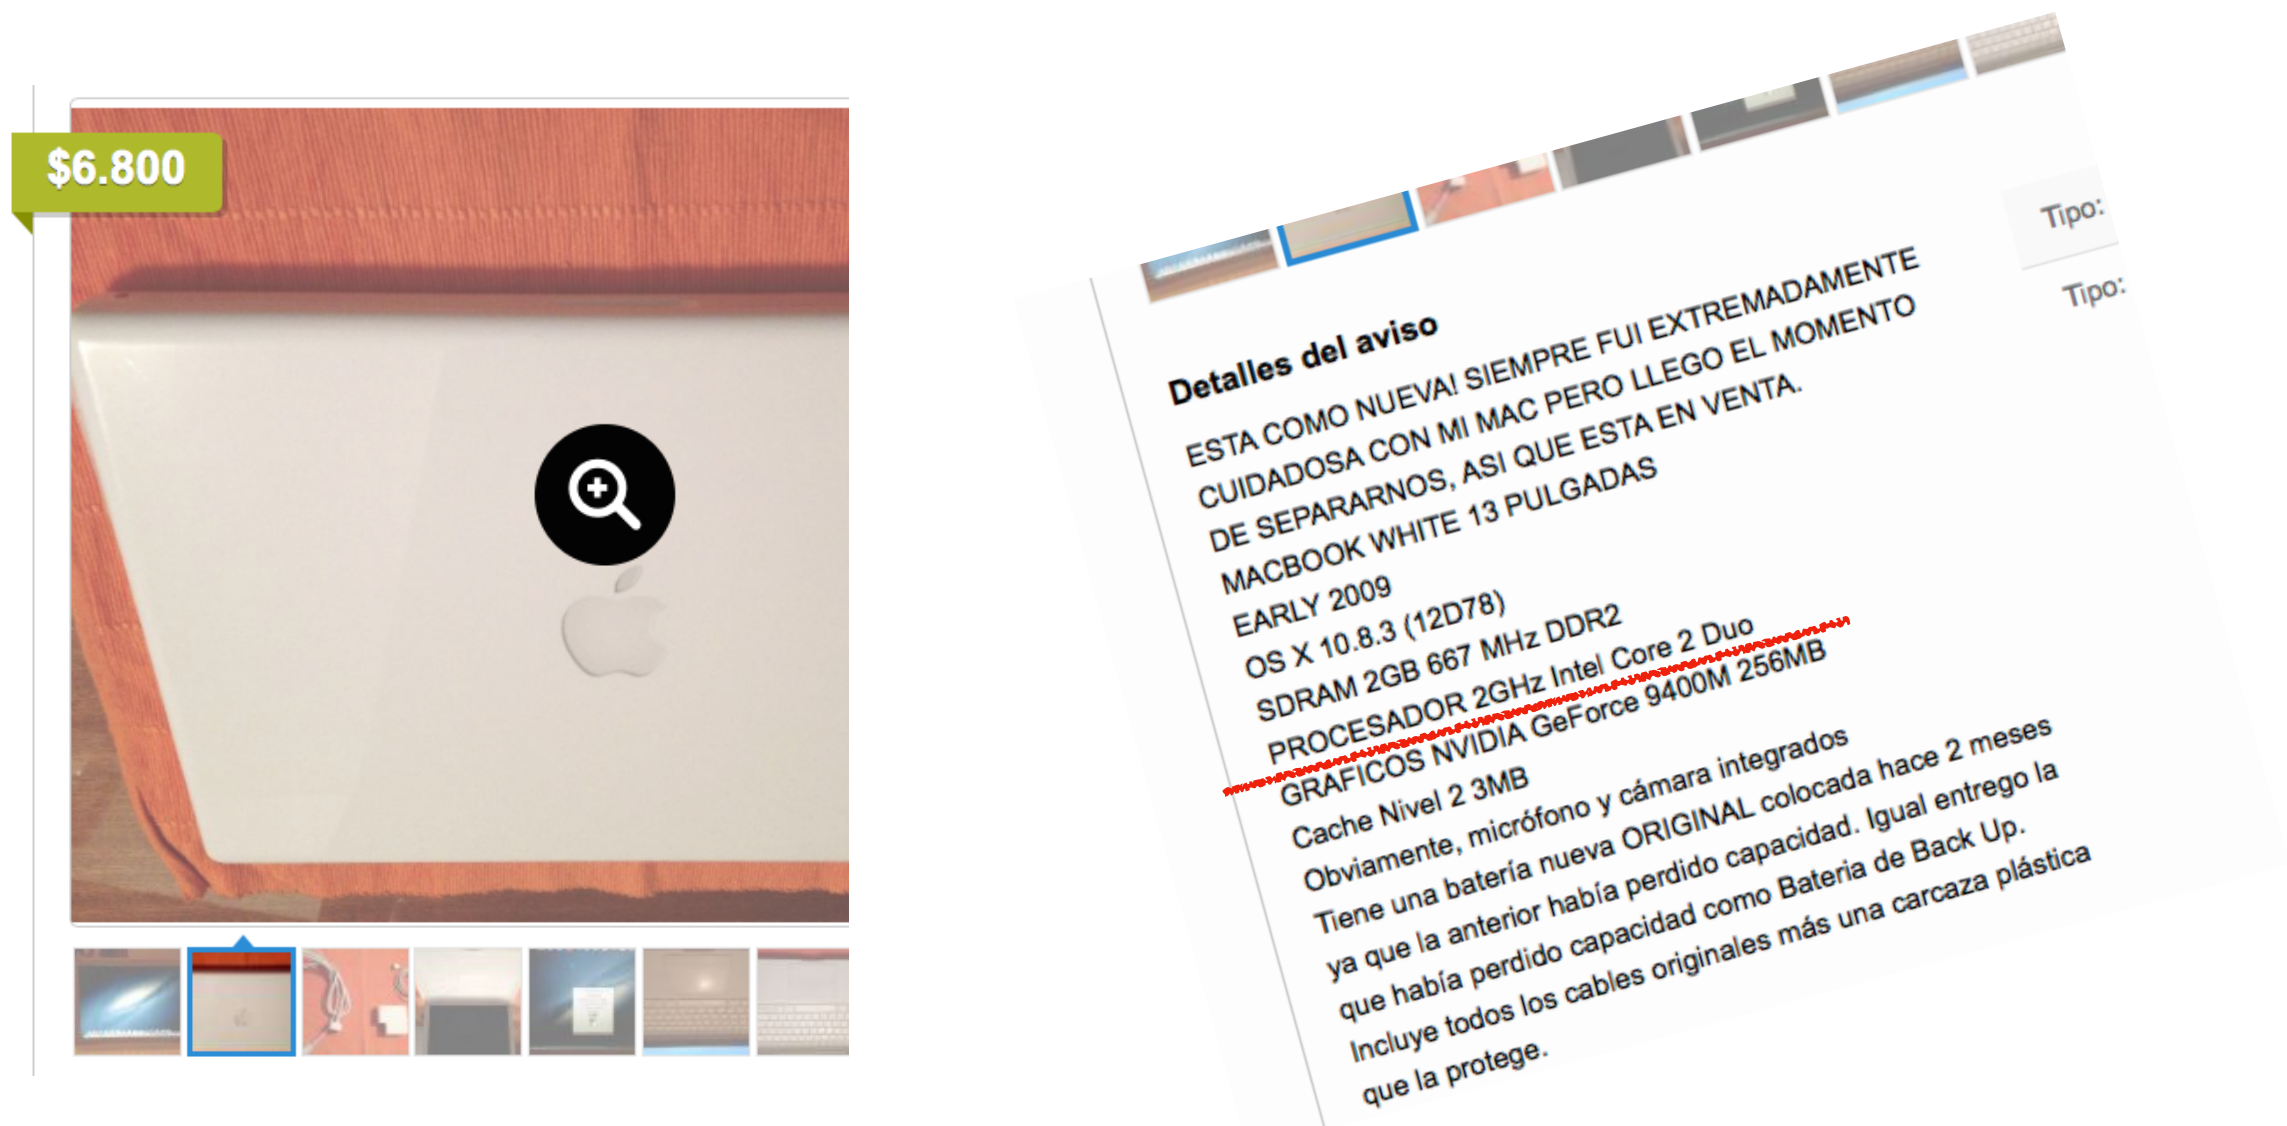 $6.800
Tipo:
Tipo:
Detalles del aviso
ESTA COMO NUEVA! SIEMPRE FUI EXTREMADAMENTE
CUIDADOSA CON MI MAC PERO LLEGO EL MOMENTO
DE SEPARARNOS, ASI QUE ESTA EN VENTA.
MACBOOK WHITE 13 PULGADAS
EARLY 2009
OS X 10.8.3 (12D78)
SDRAM 2GB 667 MHz DDR2
PROCESADOR 2GHz Intel Core 2 Duo
GRAFICOS NVIDIA GeForce 9400M 256MB
Cache Nivel 2 3MB
Obviamente, micrófono y cámara integrados
Tiene una batería nueva ORIGINAL colocada hace 2 meses
ya que la anterior había perdido capacidad. Igual entrego la
que había perdido capacidad como Bateria de Back Up.
Incluye todos los cables originales más una carcaza plástica
que la protege.